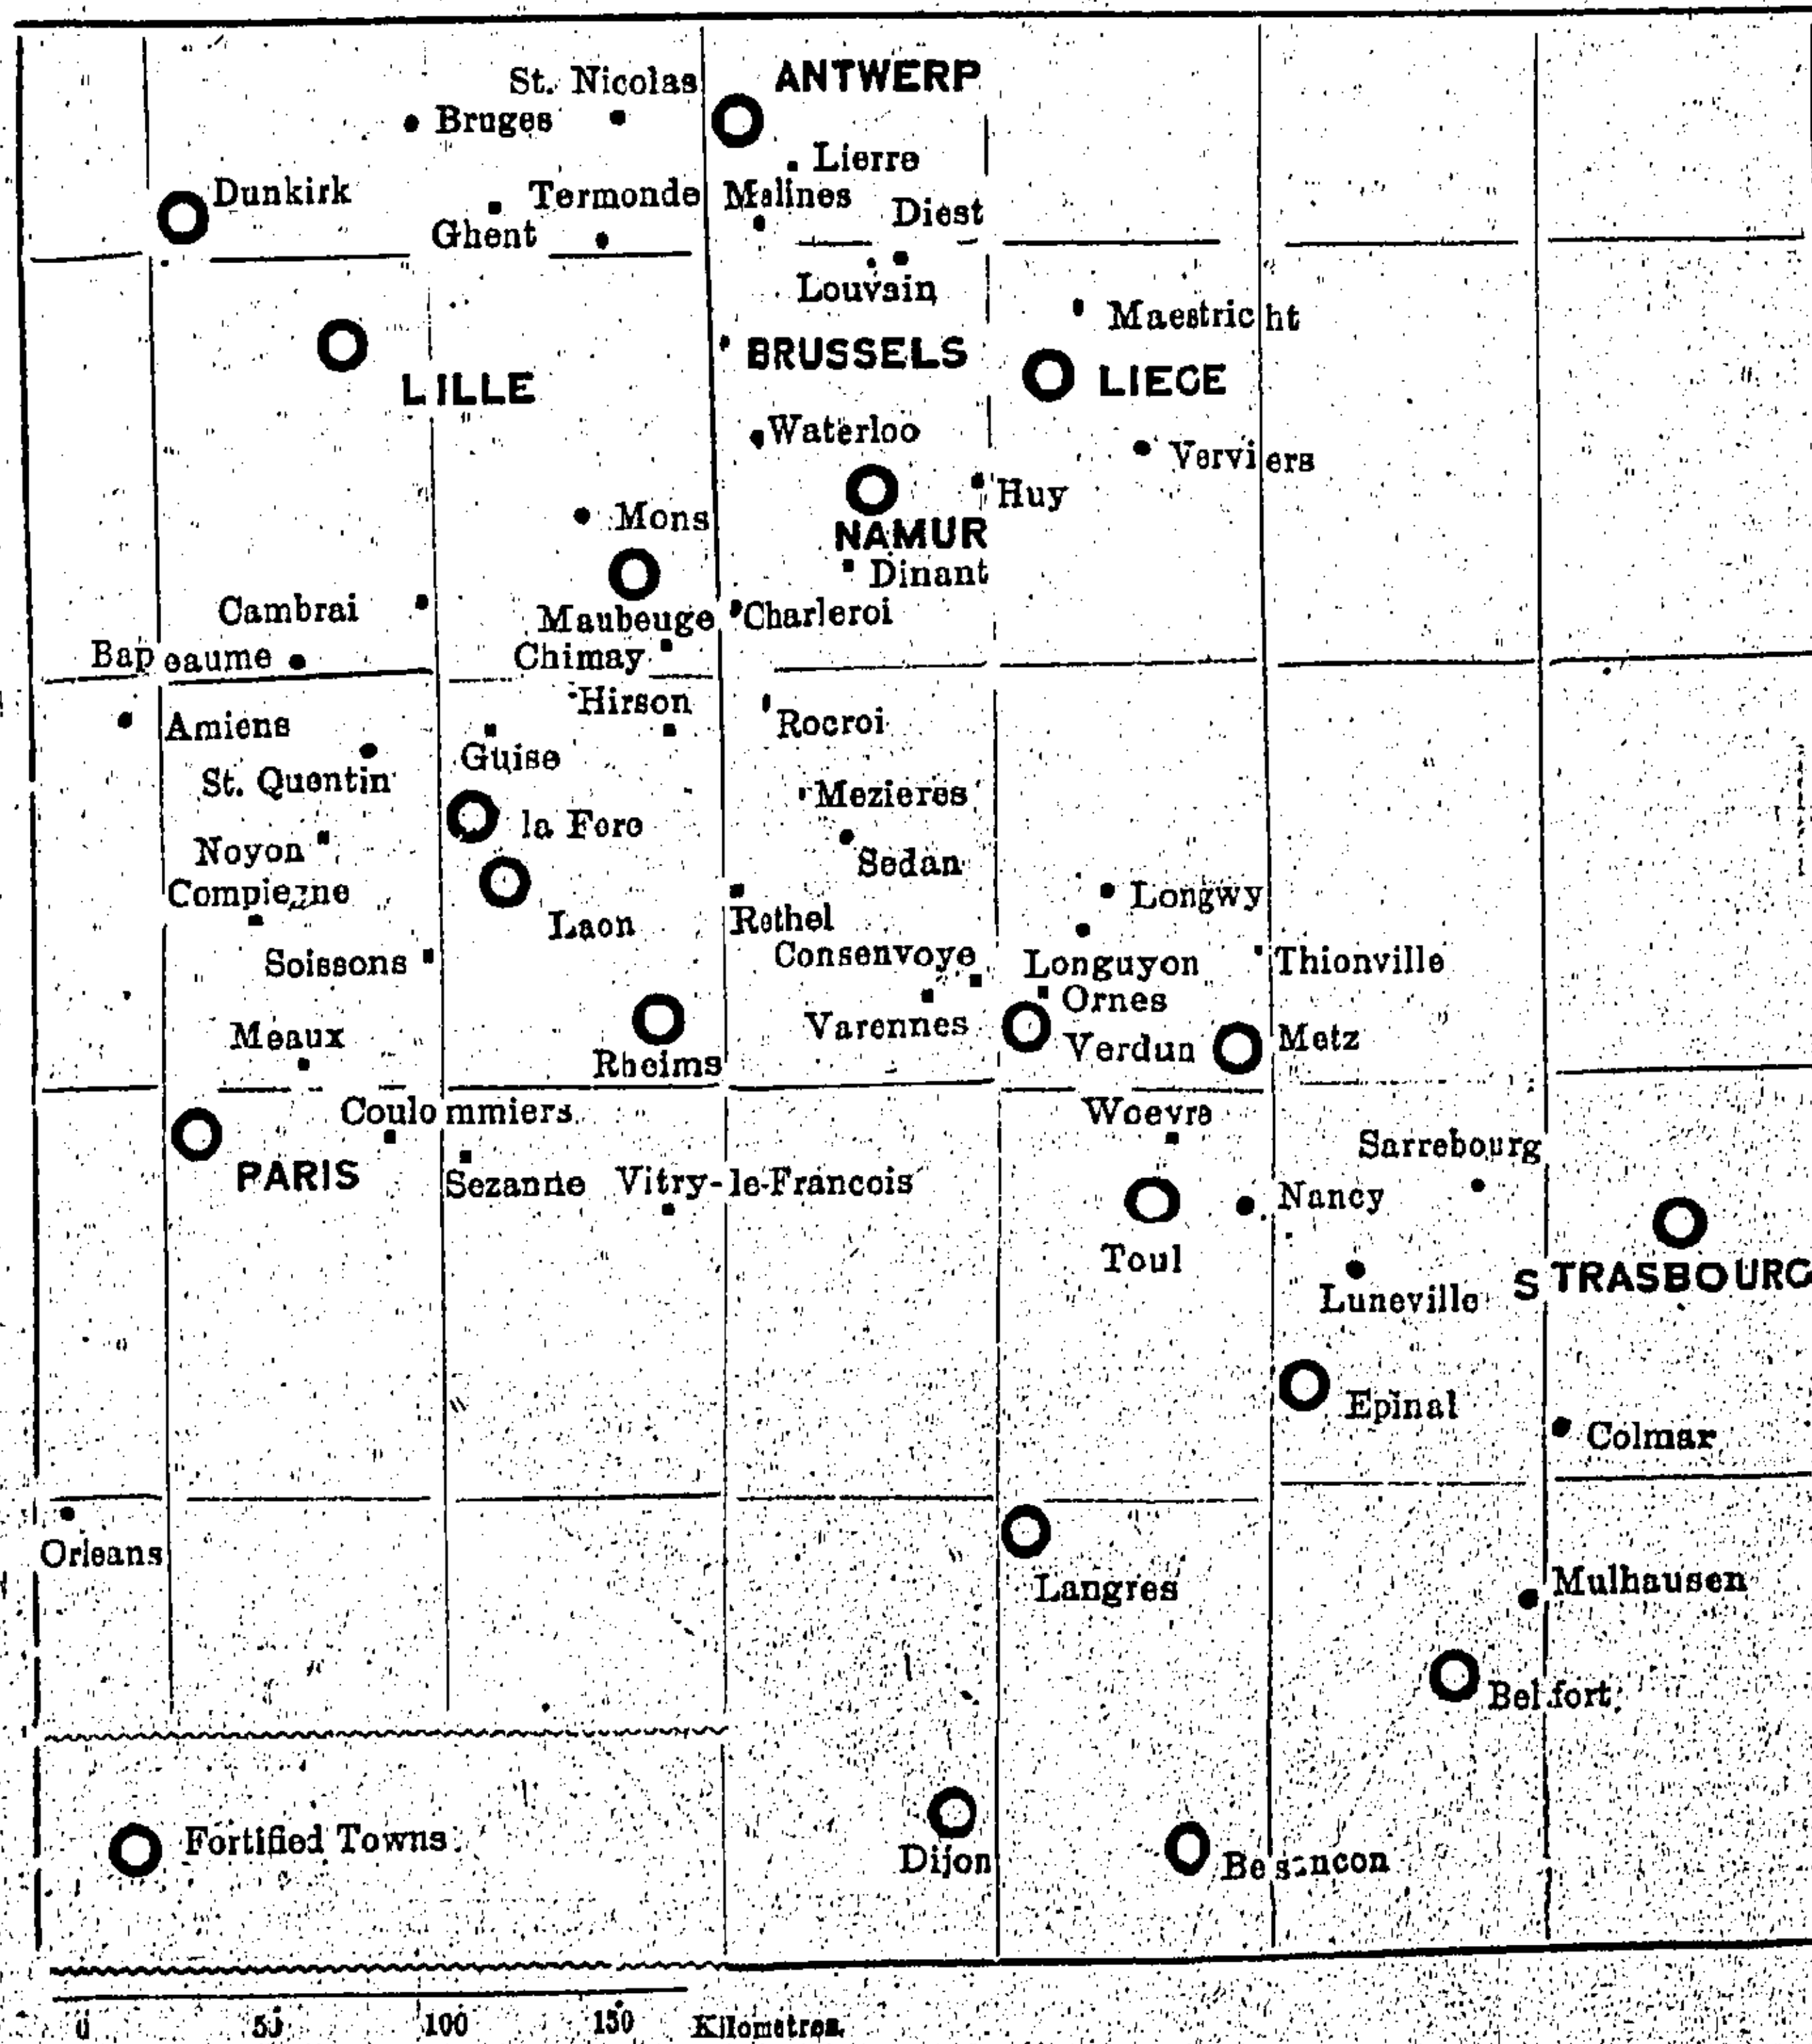 ANTWERP
St. Nicolas
Bruges
Lierre
Dunkirk
Termonde
Malines
Diest
Ghent
Louvain
Maestricht
BRUSSELS
LILLE
LIEGE
Waterloo
Verviers
Huy
Mons
NAMUR
Dinant
Cambrai
Maubeuge
Charleroi
Bapeaume
Chimay
Hirson
Rocroi
Amiens
Guise
St. Quentin
Mezieres
la Fere
Noyon
Sedan
Compiegne
Longwy
Laon
Rethel
Consenvoye
Soissons
Longuyon
Thionville
Ornes
Varennes
Meaux
Verdun
Metz
Rheims
Coulommiers
Woevre
Sarrebourg
PARIS
Sezanne
Vitry-le-Francois
Nancy
Toul
STRASBOURG
Luneville
Epinal
Colmar
Orleans
Langres
Mulhausen
Belfort
Fortified Towns
Dijon
Besancon
0 50 100 150 Kilometres.